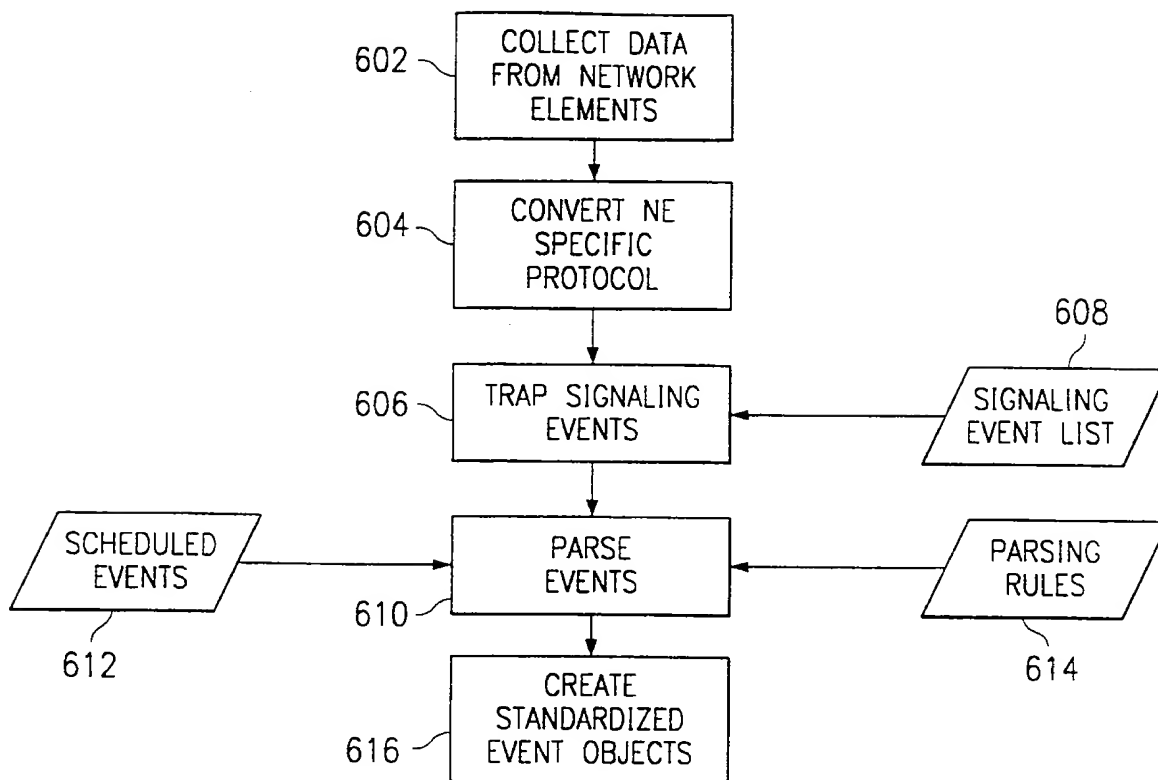 602
COLLECT DATA
FROM NETWORK
ELEMENTS
604
CONVERT NE
SPECIFIC
PROTOCOL
606
TRAP SIGNALING
EVENTS
608
SIGNALING
EVENT LIST
SCHEDULED
EVENTS
612
PARSE
EVENTS
610
PARSING
RULES
614
CREATE
STANDARDIZED
EVENT OBJECTS
616